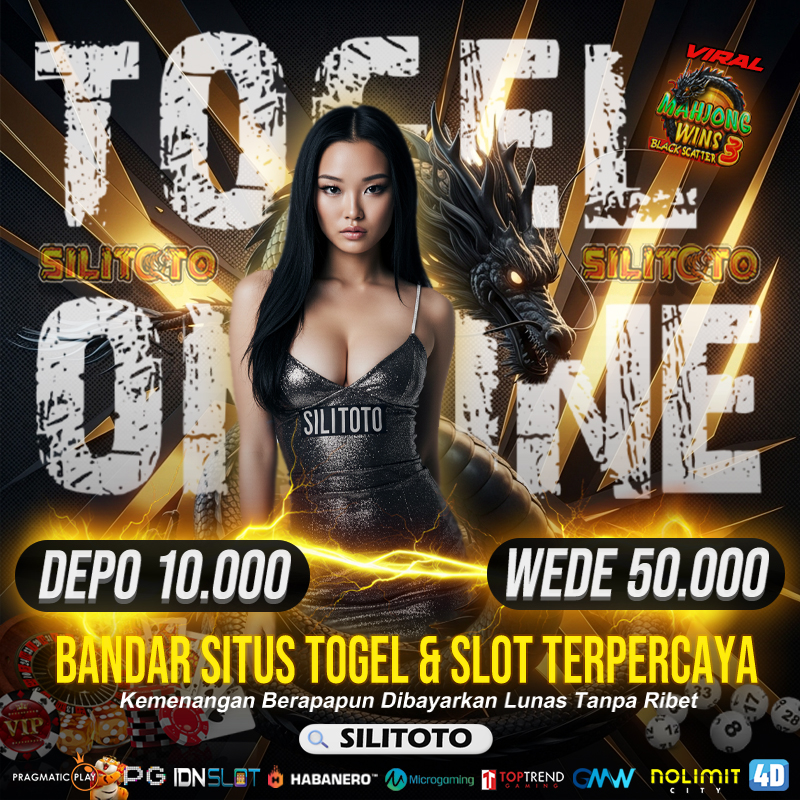 TOGEL
VIRAL
MAHJONG
WINS 3
BLACK SCATTER
SILITOTO SILITOTO
ONLINE
SILITOTO
DEPO 10.000 WEDE 50.000
BANDAR SITUS TOGEL & SLOT TERPERCAYA
Kemenangan Berapapun Dibayarkan Lunas Tanpa Ribet
VIP
SILITOTO
PRAGMATIC PLAY PG IDNSLOT HABANERO™ Microgaming TOPTREND GAMING GMW NOLIMIT CITY 4D